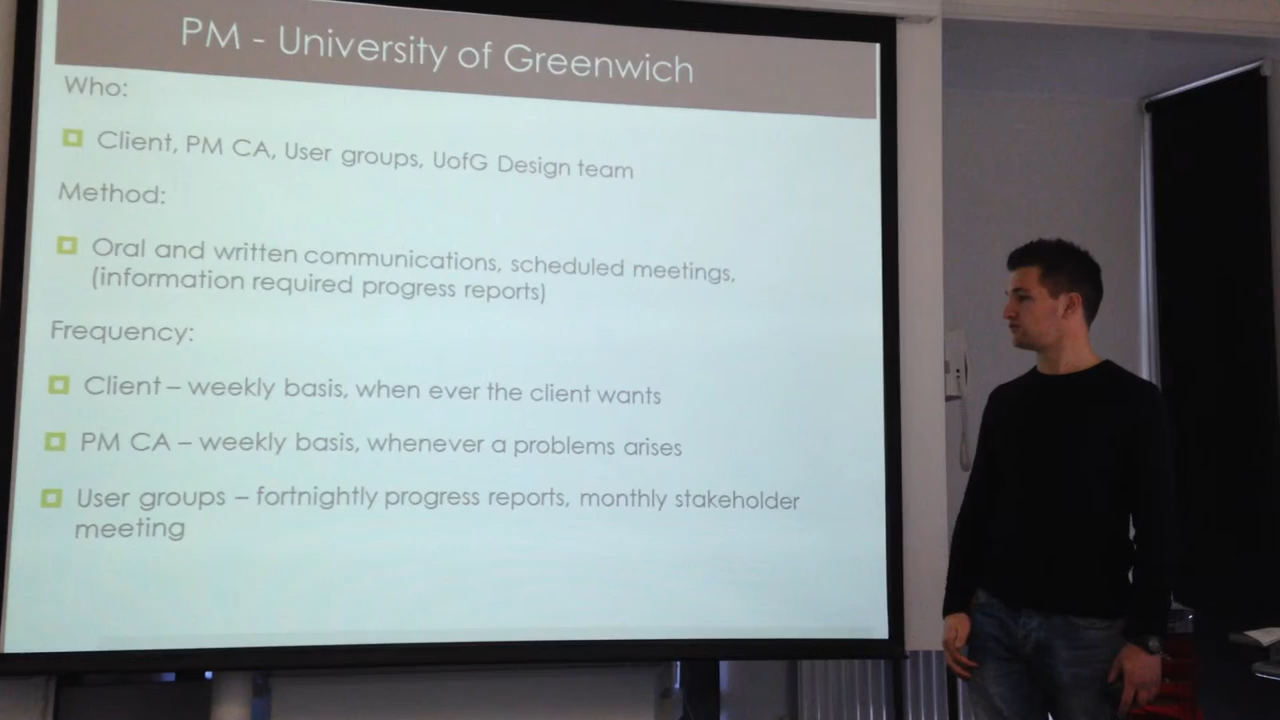 PM - University of Greenwich
Who:
Client, PM CA, User groups, UofG Design team
Method:
Oral and written communications, scheduled meetings,
(information required progress reports)
Frequency:
Client – weekly basis, when ever the client wants
PM CA – weekly basis, whenever a problems arises
User groups – fortnightly progress reports, monthly stakeholder
meeting